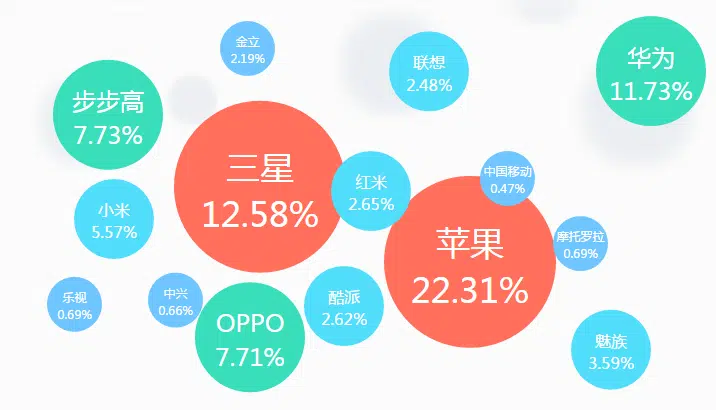 金立
2.19%
联想
2.48%
华为
11.73%
步步高
7.73%
三星
12.58%
红米
2.65%
中国移动
0.47%
小米
5.57%
苹果
22.31%
摩托罗拉
0.69%
乐视
0.69%
中兴
0.66%
OPPO
7.71%
酷派
2.62%
魅族
3.59%